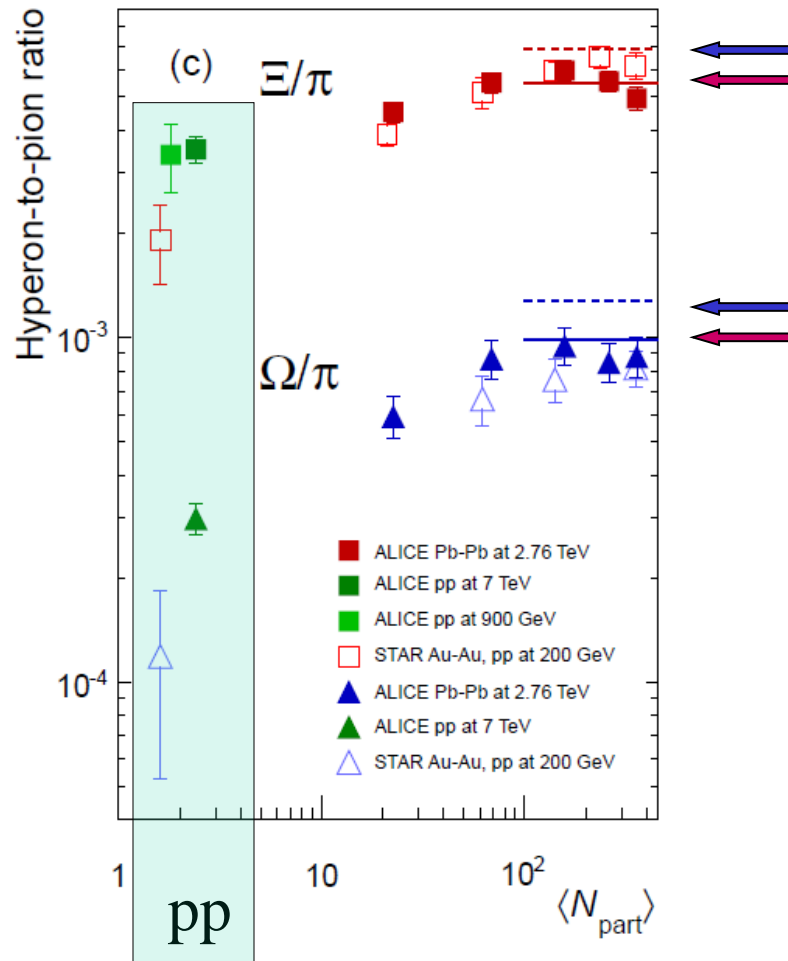 Hyperon-to-pion ratio
(c)
Ξ/π
10⁻³
Ω/π
10⁻⁴
ALICE Pb-Pb at 2.76 TeV
ALICE pp at 7 TeV
ALICE pp at 900 GeV
STAR Au-Au, pp at 200 GeV
ALICE Pb-Pb at 2.76 TeV
ALICE pp at 7 TeV
STAR Au-Au, pp at 200 GeV
1 10 10²
pp
⟨N_part⟩